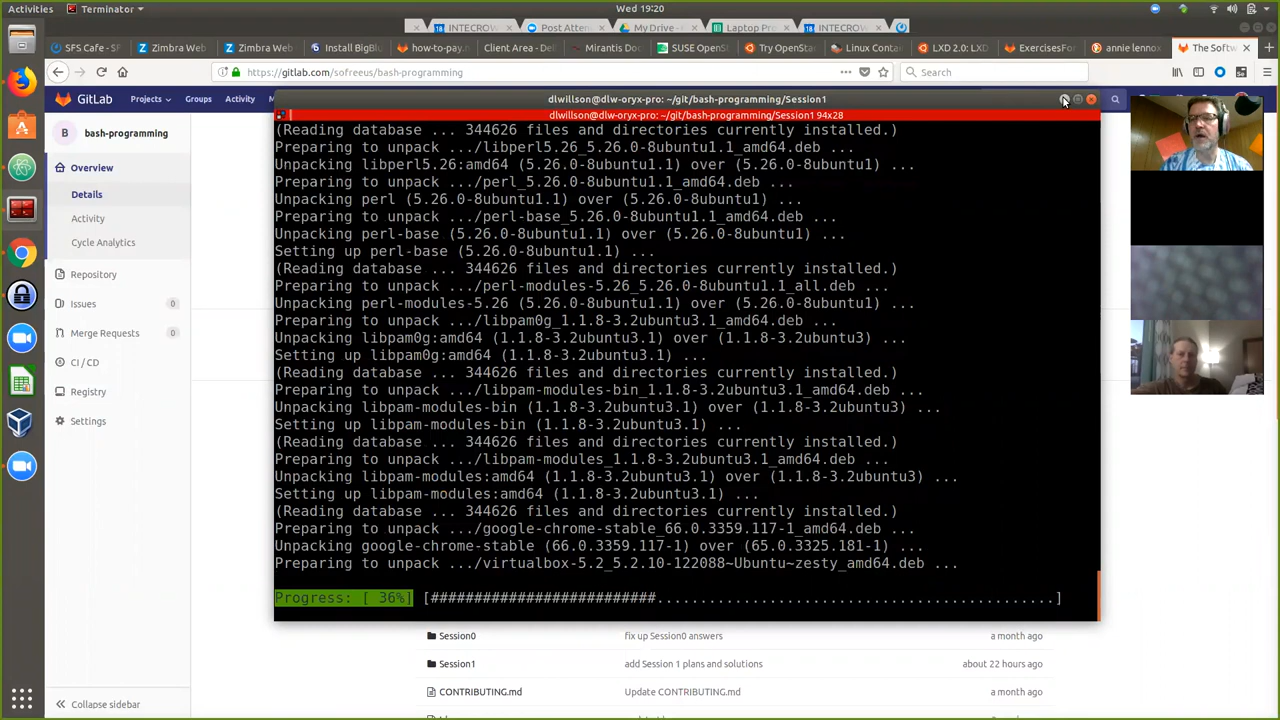 Activities
Terminator
Wed 19:20
INTECROW
Post Atten
My Drive -
Laptop Pro
INTECROW
SFS Cafe - SF
Zimbra Web
Zimbra Web
Install BigBlu
how-to-pay.
Client Area - De
Mirantis Doc
SUSE OpenSt
Try OpenStar
Linux Contain
LXD 2.0: LXD
ExercisesFo
annie lennox
The Softw
https://gitlab.com/sofreeus/bash-programming
Search
GitLab
Projects
Groups
Activity
dlwillson@dlw-oryx-pro: ~/git/bash-programming/Session1
dlwillson@dlw-oryx-pro: ~/git/bash-programming/Session1 94x28
B
bash-programming
Overview
Details
Activity
Cycle Analytics
Repository
Issues
0
Merge Requests
0
CI / CD
Registry
Settings
Collapse sidebar
(Reading database ... 344626 files and directories currently installed.)
Preparing to unpack .../libperl5.26_5.26.0-8ubuntu1.1_amd64.deb ...
Unpacking libperl5.26:amd64 (5.26.0-8ubuntu1.1) over (5.26.0-8ubuntu1) ...
Preparing to unpack .../perl_5.26.0-8ubuntu1.1_amd64.deb ...
Unpacking perl (5.26.0-8ubuntu1.1) over (5.26.0-8ubuntu1) ...
Preparing to unpack .../perl-base_5.26.0-8ubuntu1.1_amd64.deb ...
Unpacking perl-base (5.26.0-8ubuntu1.1) over (5.26.0-8ubuntu1) ...
Setting up perl-base (5.26.0-8ubuntu1.1) ...
(Reading database ... 344626 files and directories currently installed.)
Preparing to unpack .../perl-modules-5.26_5.26.0-8ubuntu1.1_all.deb ...
Unpacking perl-modules-5.26 (5.26.0-8ubuntu1.1) over (5.26.0-8ubuntu1) ...
Preparing to unpack .../libpam0g_1.1.8-3.2ubuntu3.1_amd64.deb ...
Unpacking libpam0g:amd64 (1.1.8-3.2ubuntu3.1) over (1.1.8-3.2ubuntu3) ...
Setting up libpam0g:amd64 (1.1.8-3.2ubuntu3.1) ...
(Reading database ... 344626 files and directories currently installed.)
Preparing to unpack .../libpam-modules-bin_1.1.8-3.2ubuntu3.1_amd64.deb ...
Unpacking libpam-modules-bin (1.1.8-3.2ubuntu3.1) over (1.1.8-3.2ubuntu3) ...
Setting up libpam-modules-bin (1.1.8-3.2ubuntu3.1) ...
(Reading database ... 344626 files and directories currently installed.)
Preparing to unpack .../libpam-modules_1.1.8-3.2ubuntu3.1_amd64.deb ...
Unpacking libpam-modules:amd64 (1.1.8-3.2ubuntu3.1) over (1.1.8-3.2ubuntu3) ...
Setting up libpam-modules:amd64 (1.1.8-3.2ubuntu3.1) ...
(Reading database ... 344626 files and directories currently installed.)
Preparing to unpack .../google-chrome-stable_66.0.3359.117-1_amd64.deb ...
Unpacking google-chrome-stable (66.0.3359.117-1) over (65.0.3325.181-1) ...
Preparing to unpack .../virtualbox-5.2_5.2.10-122088~Ubuntu~zesty_amd64.deb ...
Progress: [ 36%] [##########################..............................................]
Session0
fix up Session0 answers
a month ago
Session1
add Session 1 plans and solutions
about 22 hours ago
CONTRIBUTING.md
Update CONTRIBUTING.md
a month ago